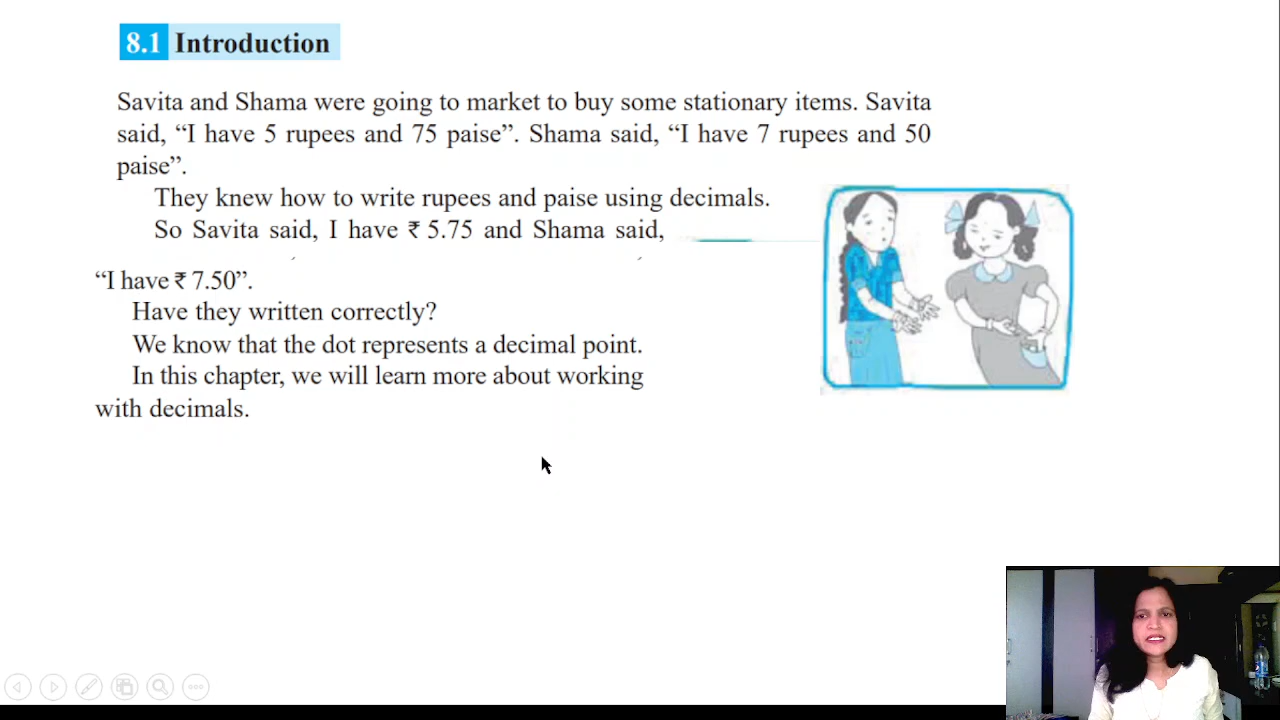 8.1 Introduction
Savita and Shama were going to market to buy some stationary items. Savita
said, “I have 5 rupees and 75 paise”. Shama said, “I have 7 rupees and 50
paise”.
They knew how to write rupees and paise using decimals.
So Savita said, I have ₹ 5.75 and Shama said,
“I have ₹ 7.50”.
Have they written correctly?
We know that the dot represents a decimal point.
In this chapter, we will learn more about working
with decimals.